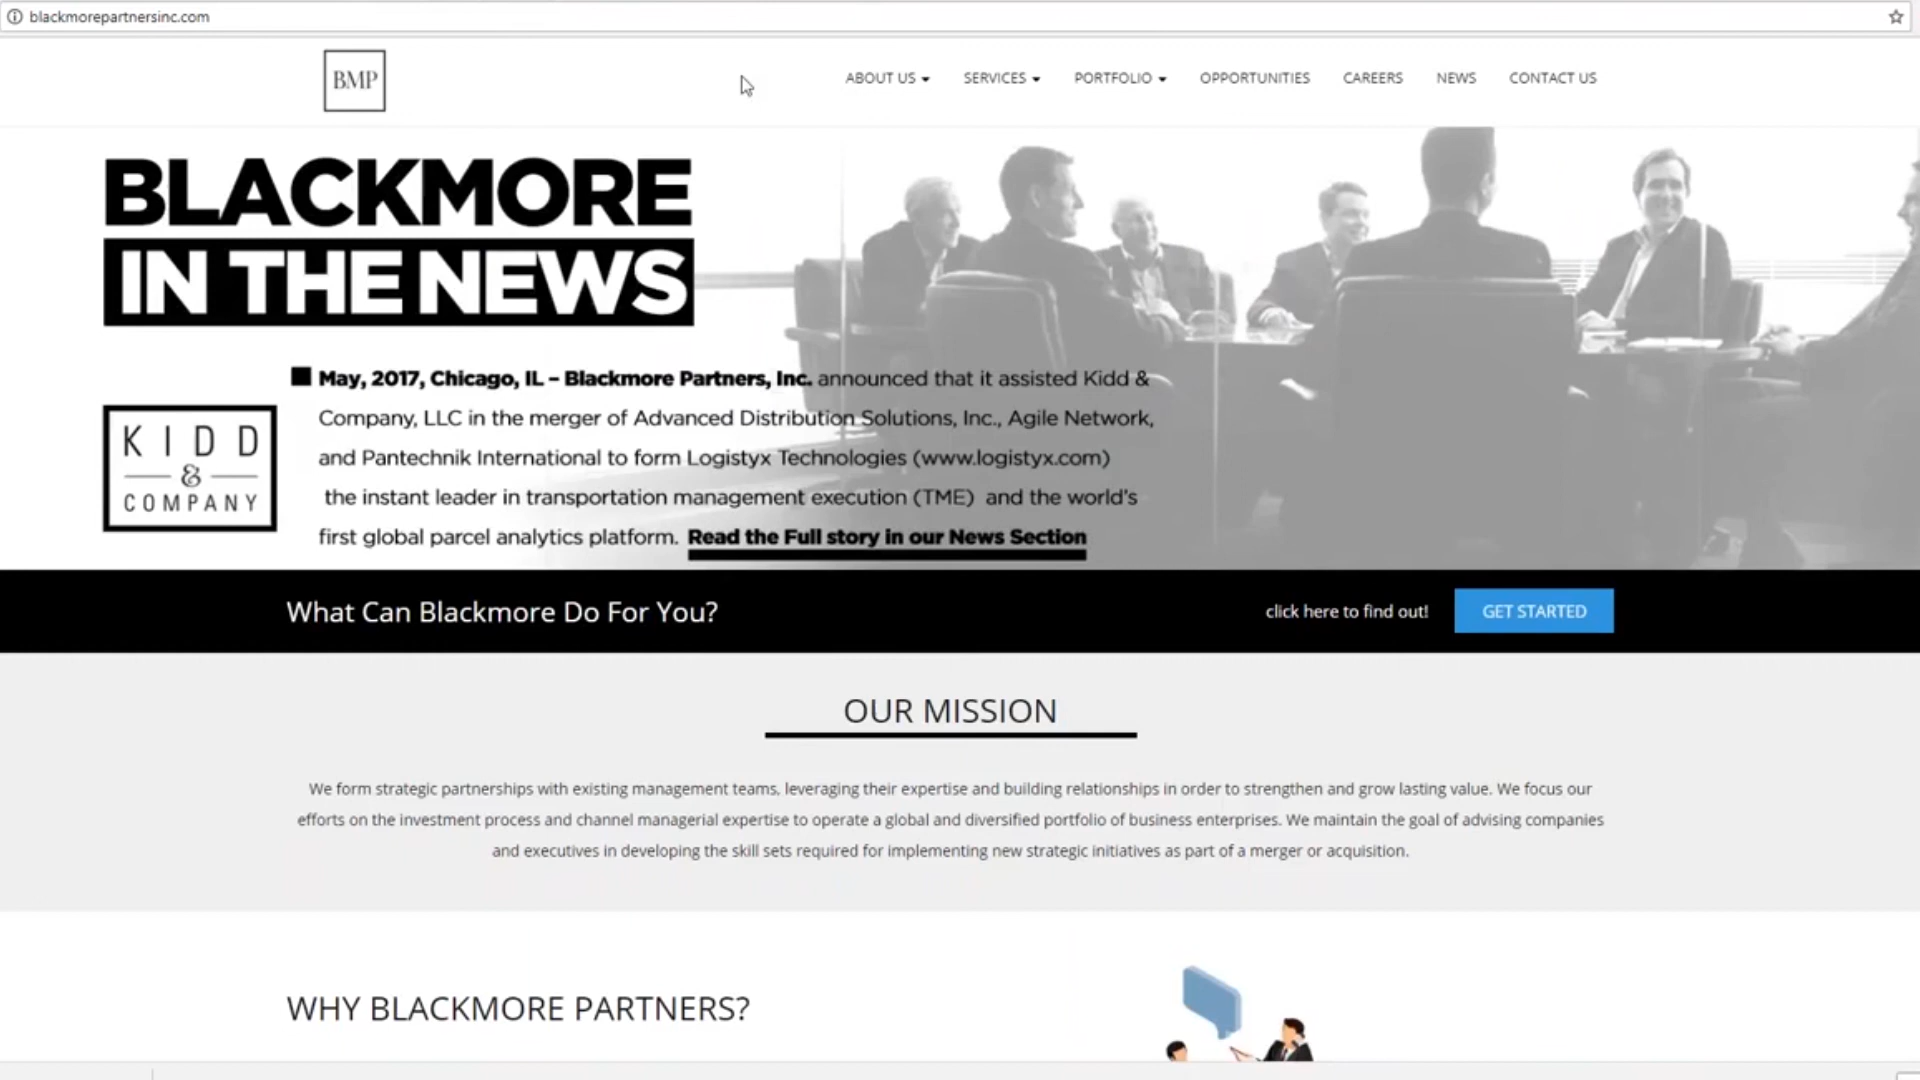 blackmorepartnersinc.com
BMP
ABOUT US
SERVICES
PORTFOLIO
OPPORTUNITIES
CAREERS
NEWS
CONTACT US
BLACKMORE
IN THE NEWS
KIDD
&
COMPANY
May, 2017, Chicago, IL – Blackmore Partners, Inc. announced that it assisted Kidd &
Company, LLC in the merger of Advanced Distribution Solutions, Inc., Agile Network,
and Pantechnik International to form Logistyx Technologies (www.logistyx.com)
the instant leader in transportation management execution (TME) and the world's
first global parcel analytics platform. Read the Full story in our News Section
What Can Blackmore Do For You?
click here to find out!
GET STARTED
OUR MISSION
We form strategic partnerships with existing management teams, leveraging their expertise and building relationships in order to strengthen and grow lasting value. We focus our
efforts on the investment process and channel managerial expertise to operate a global and diversified portfolio of business enterprises. We maintain the goal of advising companies
and executives in developing the skill sets required for implementing new strategic initiatives as part of a merger or acquisition.
WHY BLACKMORE PARTNERS?